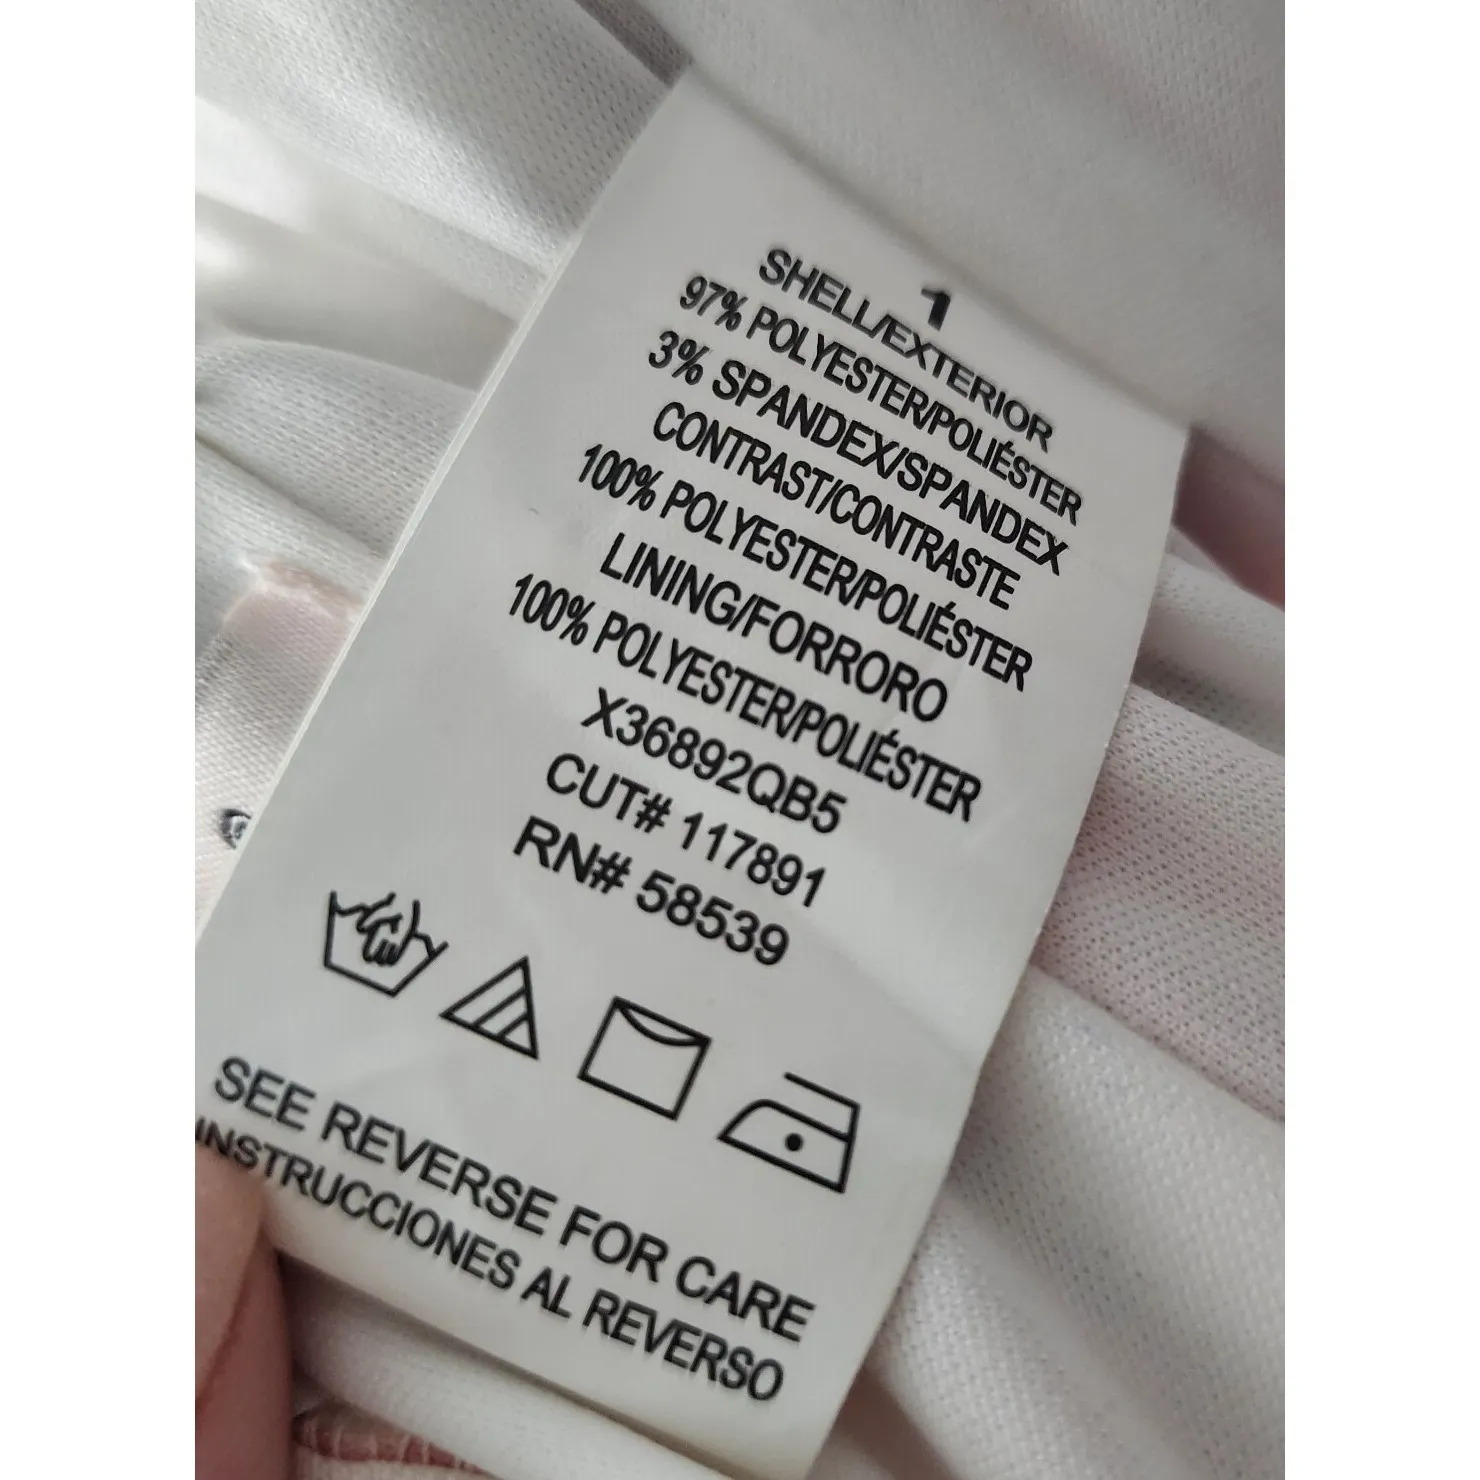 1
SHELL/EXTERIOR
97% POLYESTER/POLIÉSTER
3% SPANDEX/SPANDEX
CONTRAST/CONTRASTE
100% POLYESTER/POLIÉSTER
LINING/FORRORO
100% POLYESTER/POLIÉSTER
X36892QB5
CUT# 117891
RN# 58539
SEE REVERSE FOR CARE
INSTRUCCIONES AL REVERSO